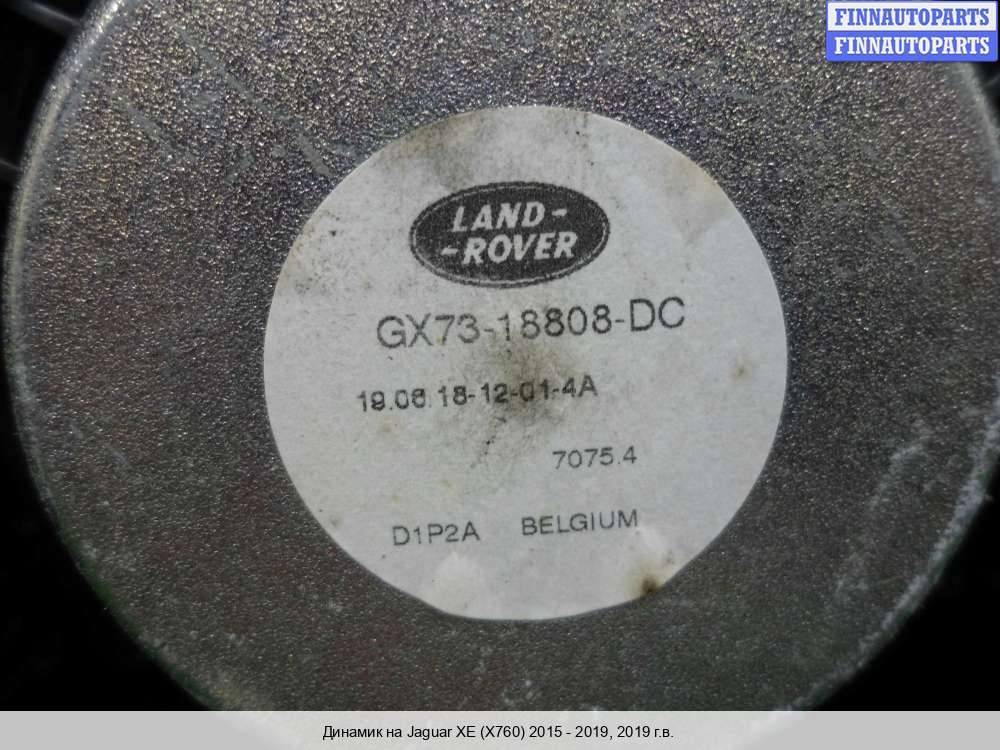 FINNAUTOPARTS
FINNAUTOPARTS
LAND-
-ROVER
GX73-18808-DC
19.06.18-12-01-4A
7075.4
D1P2A BELGIUM
Динамик на Jaguar XE (X760) 2015 - 2019, 2019 г.в.